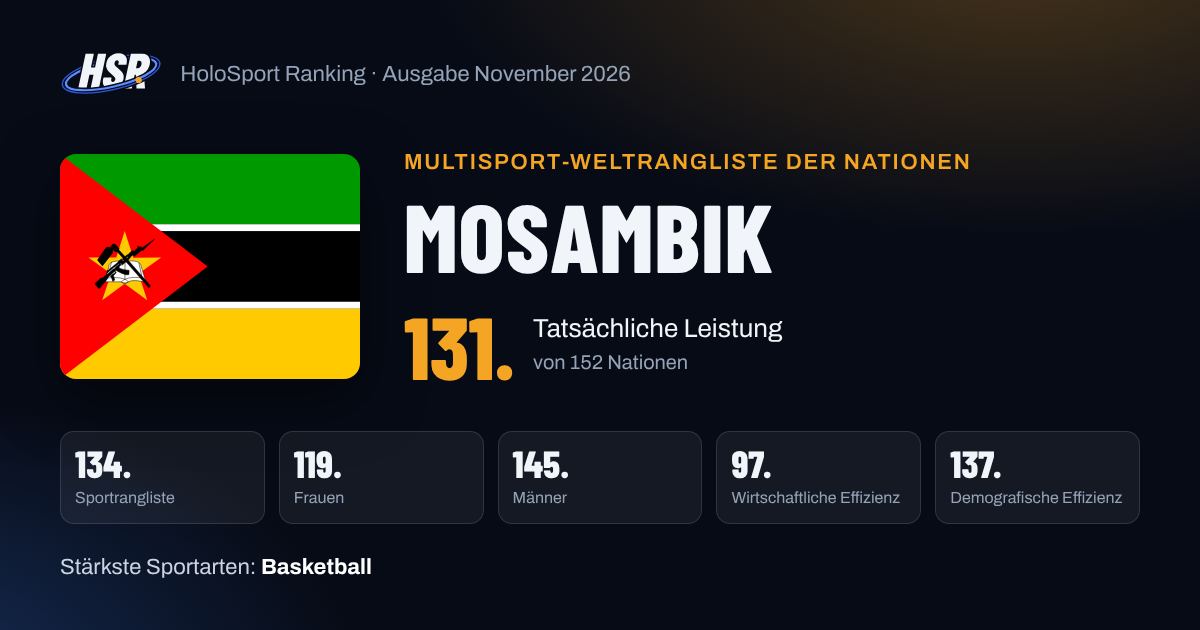 HSR
HoloSport Ranking · Ausgabe November 2026
MULTISPORT-WELTRANGLISTE DER NATIONEN
MOSAMBIK
131.
Tatsächliche Leistung
von 152 Nationen
134.
Sportrangliste
119.
Frauen
145.
Männer
97.
Wirtschaftliche Effizienz
137.
Demografische Effizienz
Stärkste Sportarten: Basketball